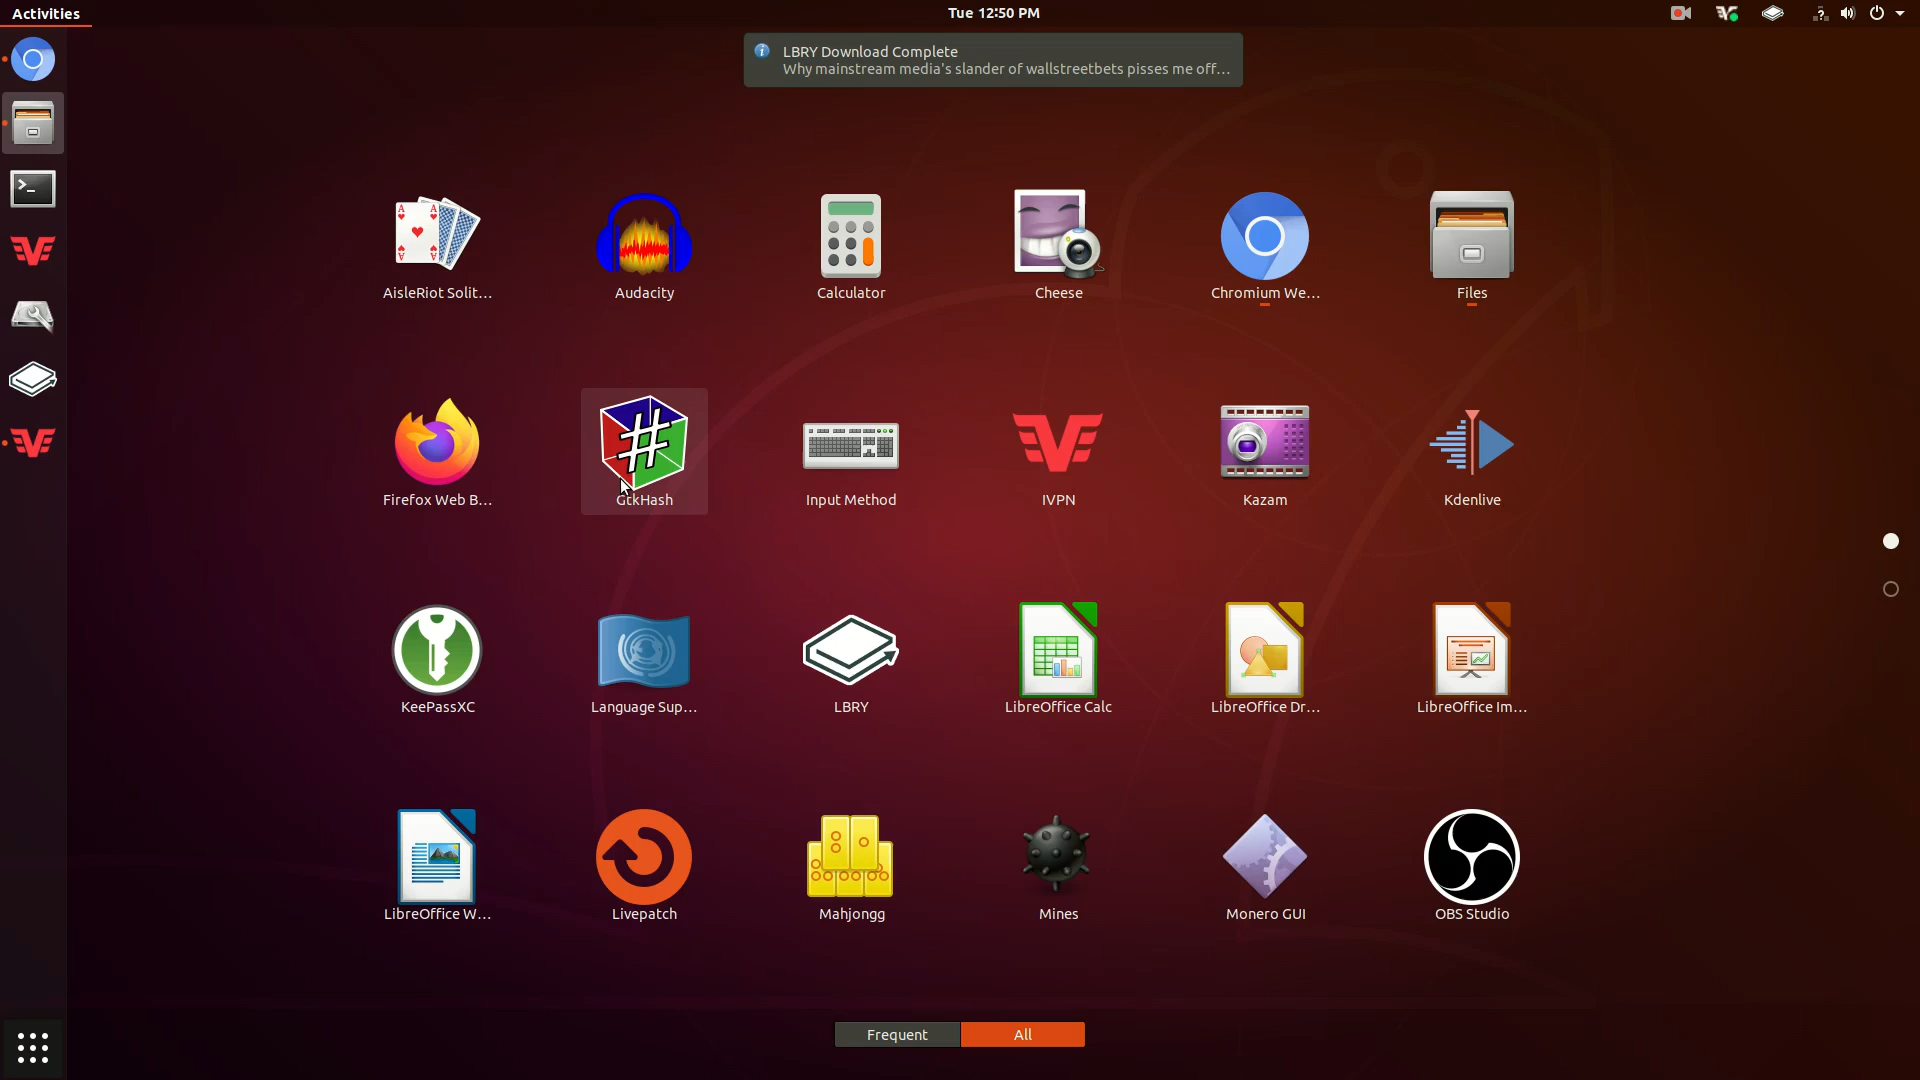 Activities
Tue 12:50 PM
LBRY Download Complete
Why mainstream media's slander of wallstreetbets pisses me off...
AisleRiot Solit...
Audacity
Calculator
Cheese
Chromium We...
Files
Firefox Web B...
GtkHash
Input Method
IVPN
Kazam
Kdenlive
KeePassXC
Language Sup...
LBRY
LibreOffice Calc
LibreOffice Dr...
LibreOffice Im...
LibreOffice W...
Livepatch
Mahjongg
Mines
Monero GUI
OBS Studio
Frequent
All